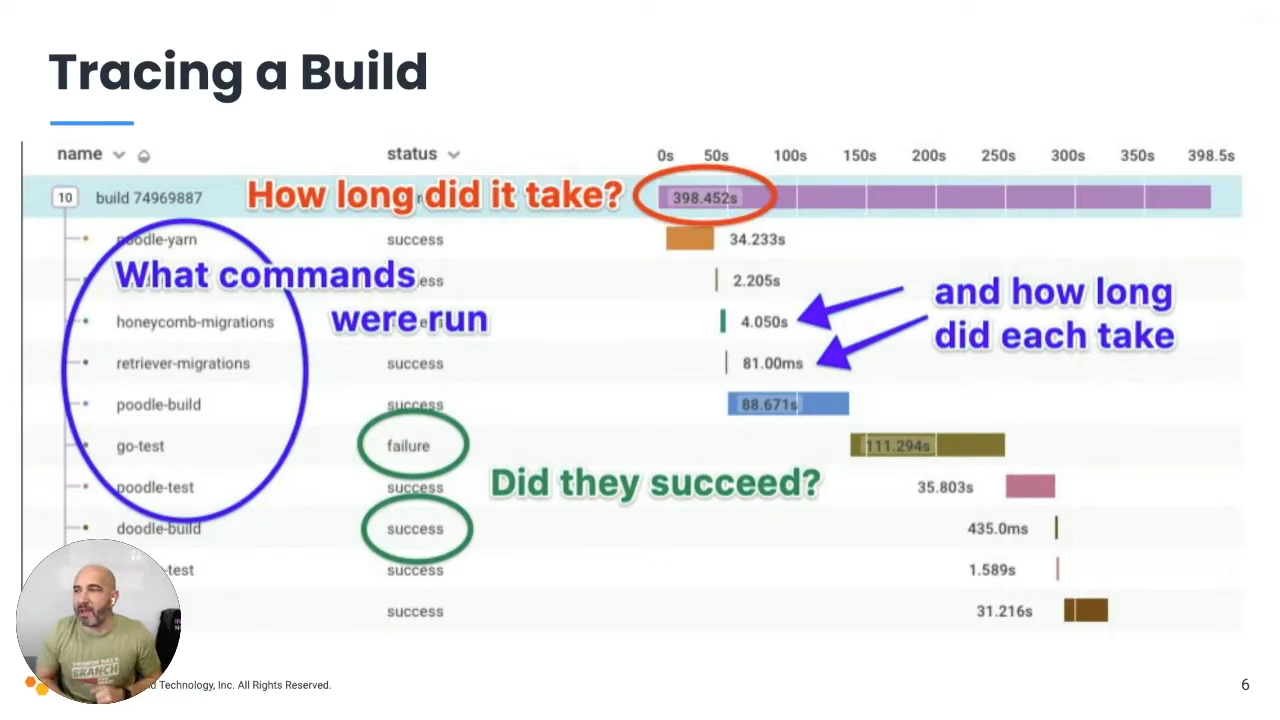 Tracing a Build
name status 0s 50s 100s 150s 200s 250s 300s 350s 398.5s
10 build 74969887 How long did it take? 398.452s
poodle-yarn success 34.233s
What commands 2.205s
were run
honeycomb-migrations 4.050s
and how long
did each take
retriever-migrations success 81.00ms
poodle-build success 88.671s
go-test failure 111.294s
Did they succeed?
poodle-test success 35.803s
doodle-build success 435.0ms
-test success 1.589s
success 31.216s
BRANCH
Technology, Inc. All Rights Reserved.
6